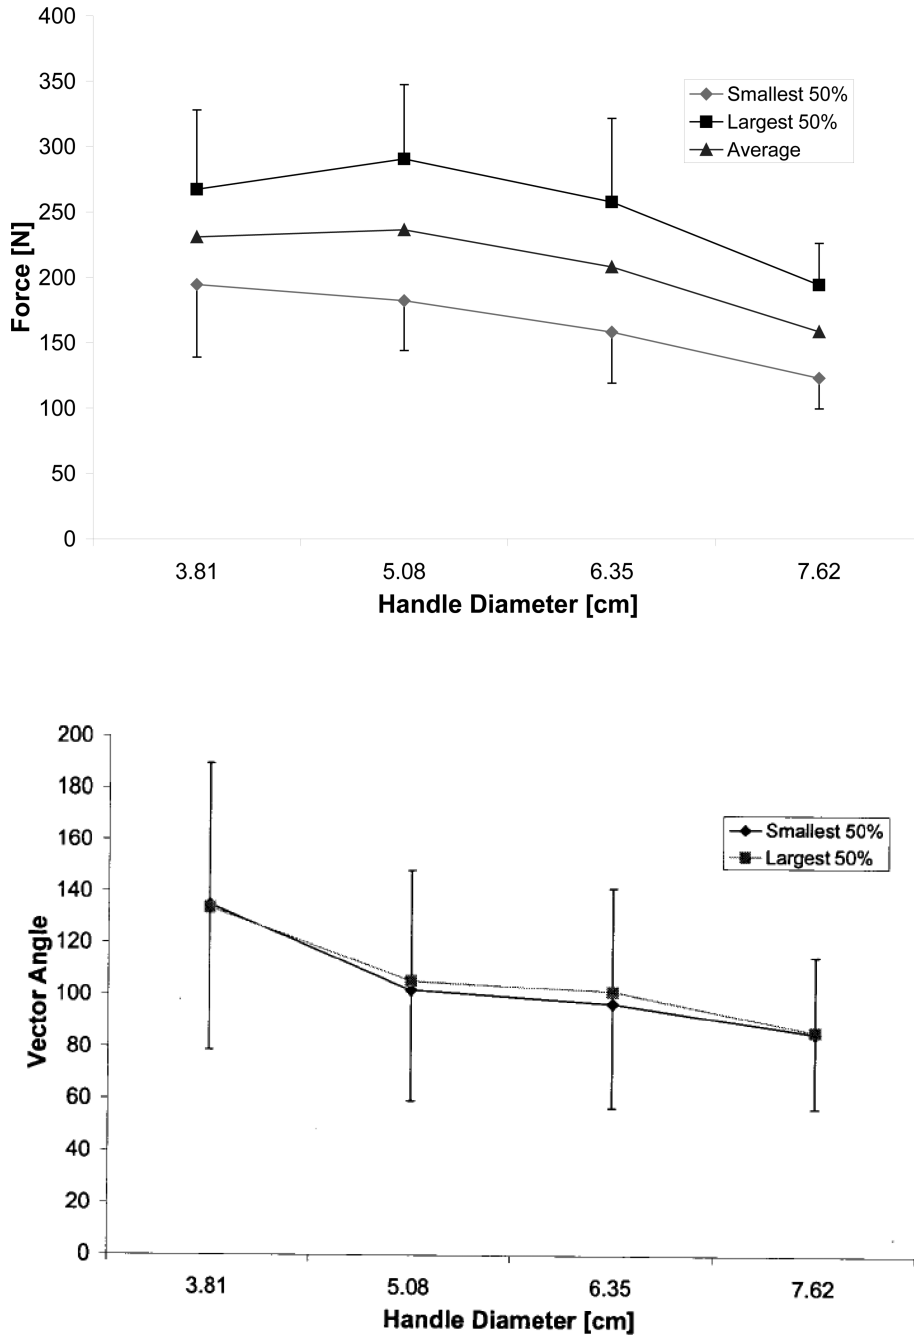 400
350
300
250
200
150
100
50
0
Force [N]
Smallest 50%
Largest 50%
Average
3.81 5.08 6.35 7.62
Handle Diameter [cm]
200
180
160
140
120
100
80
60
40
20
0
Vector Angle
Smallest 50%
Largest 50%
3.81 5.08 6.35 7.62
Handle Diameter [cm]